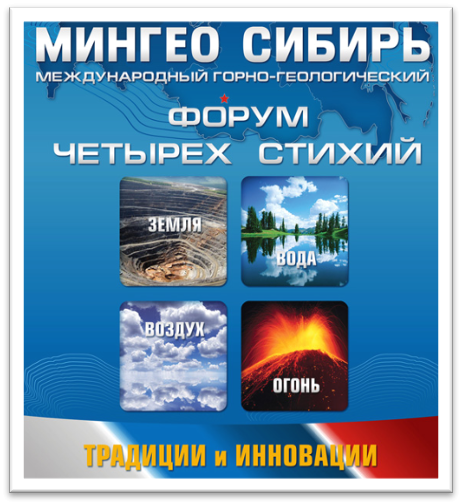 МИНГЕО СИБИРЬ
МЕЖДУНАРОДНЫЙ ГОРНО-ГЕОЛОГИЧЕСКИЙ
ФОРУМ
ЧЕТЫРЕХ СТИХИЙ
ЗЕМЛЯ
ВОДА
ВОЗДУХ
ОГОНЬ
ТРАДИЦИИ и ИННОВАЦИИ